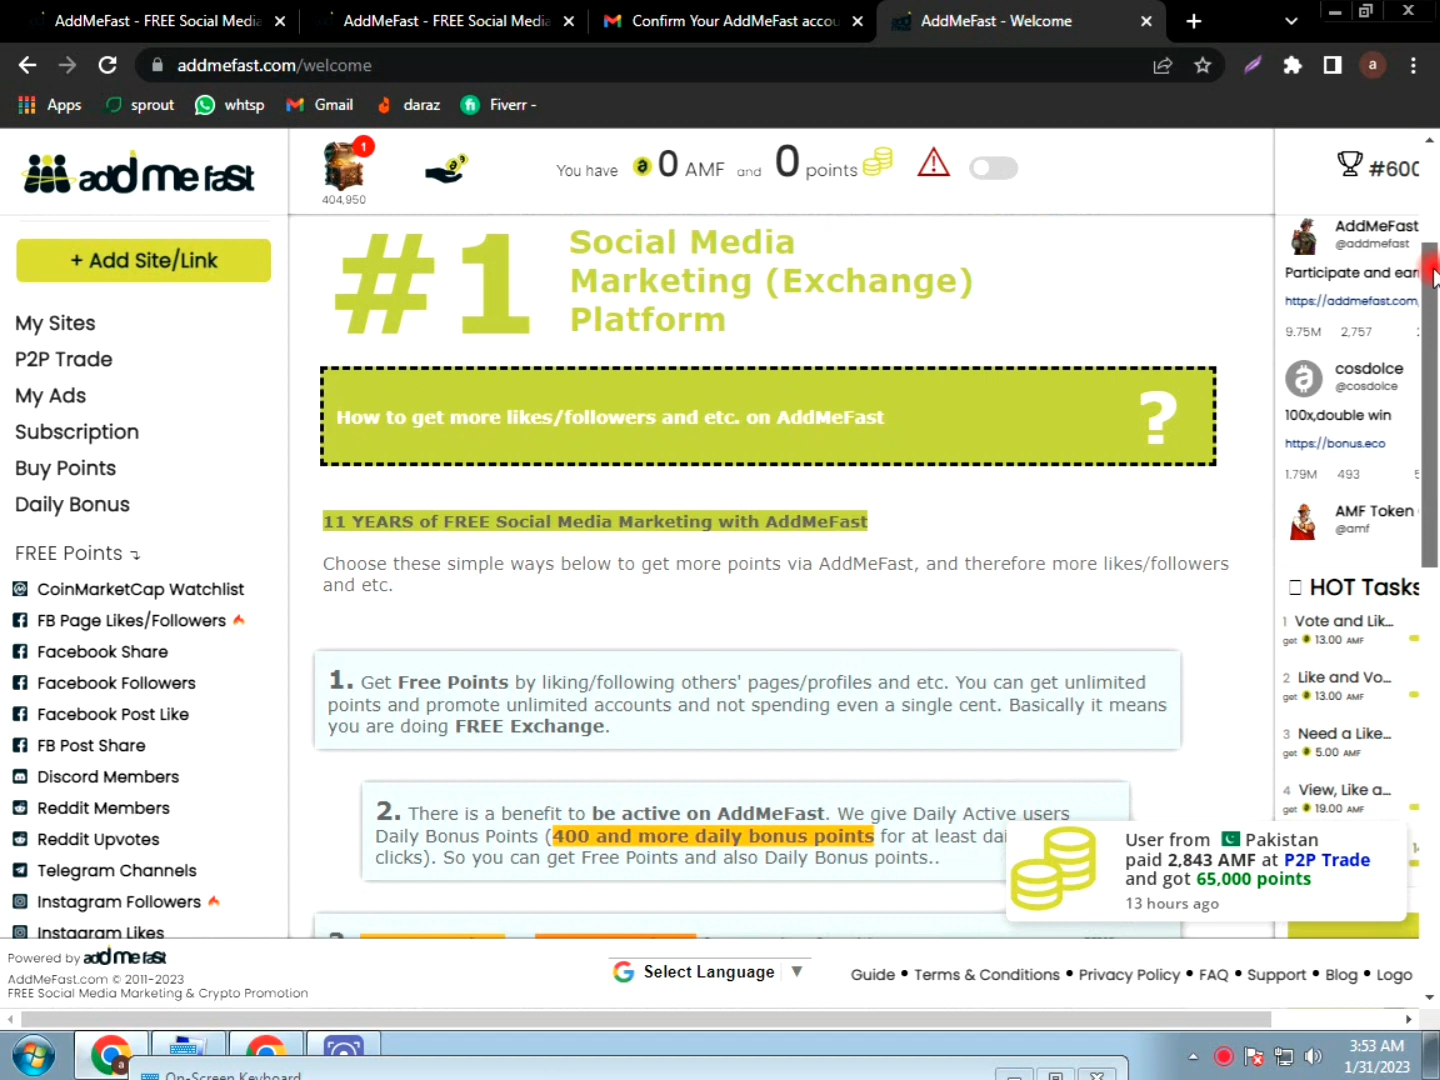 AddMeFast - FREE Social Media
AddMeFast - FREE Social Media
Confirm Your AddMeFast accou
AddMeFast - Welcome
addmefast.com/welcome
a
Apps
sprout
whtsp
Gmail
daraz
Fiverr -
add me fast
1
404,950
You have 0 AMF and 0 points
#600
+ Add Site/Link
My Sites
P2P Trade
My Ads
Subscription
Buy Points
Daily Bonus
FREE Points
CoinMarketCap Watchlist
FB Page Likes/Followers
Facebook Share
Facebook Followers
Facebook Post Like
FB Post Share
Discord Members
Reddit Members
Reddit Upvotes
Telegram Channels
Instagram Followers
Instagram Likes
#1
Social Media
Marketing (Exchange)
Platform
How to get more likes/followers and etc. on AddMeFast
?
11 YEARS of FREE Social Media Marketing with AddMeFast
Choose these simple ways below to get more points via AddMeFast, and therefore more likes/followers
and etc.
1. Get Free Points by liking/following others' pages/profiles and etc. You can get unlimited
points and promote unlimited accounts and not spending even a single cent. Basically it means
you are doing FREE Exchange.
2. There is a benefit to be active on AddMeFast. We give Daily Active users
Daily Bonus Points (400 and more daily bonus points for at least dai
clicks). So you can get Free Points and also Daily Bonus points..
AddMeFast
@addmefast
Participate and earn
https://addmefast.com
9.75M 2,757
cosdolce
@cosdolce
100x,double win
https://bonus.eco
1.79M 493
AMF Token
@amf
HOT Tasks
1 Vote and Lik...
get 13.00 AMF
2 Like and Vo...
get 13.00 AMF
3 Need a Like...
get 5.00 AMF
4 View, Like a...
get 19.00 AMF
User from Pakistan
paid 2,843 AMF at P2P Trade
and got 65,000 points
13 hours ago
Powered by add me fast
AddMeFast.com © 2011-2023
FREE Social Media Marketing & Crypto Promotion
Select Language ▼
Guide • Terms & Conditions • Privacy Policy • FAQ • Support • Blog • Logo
a
On-Screen Keyboard
3:53 AM
1/31/2023